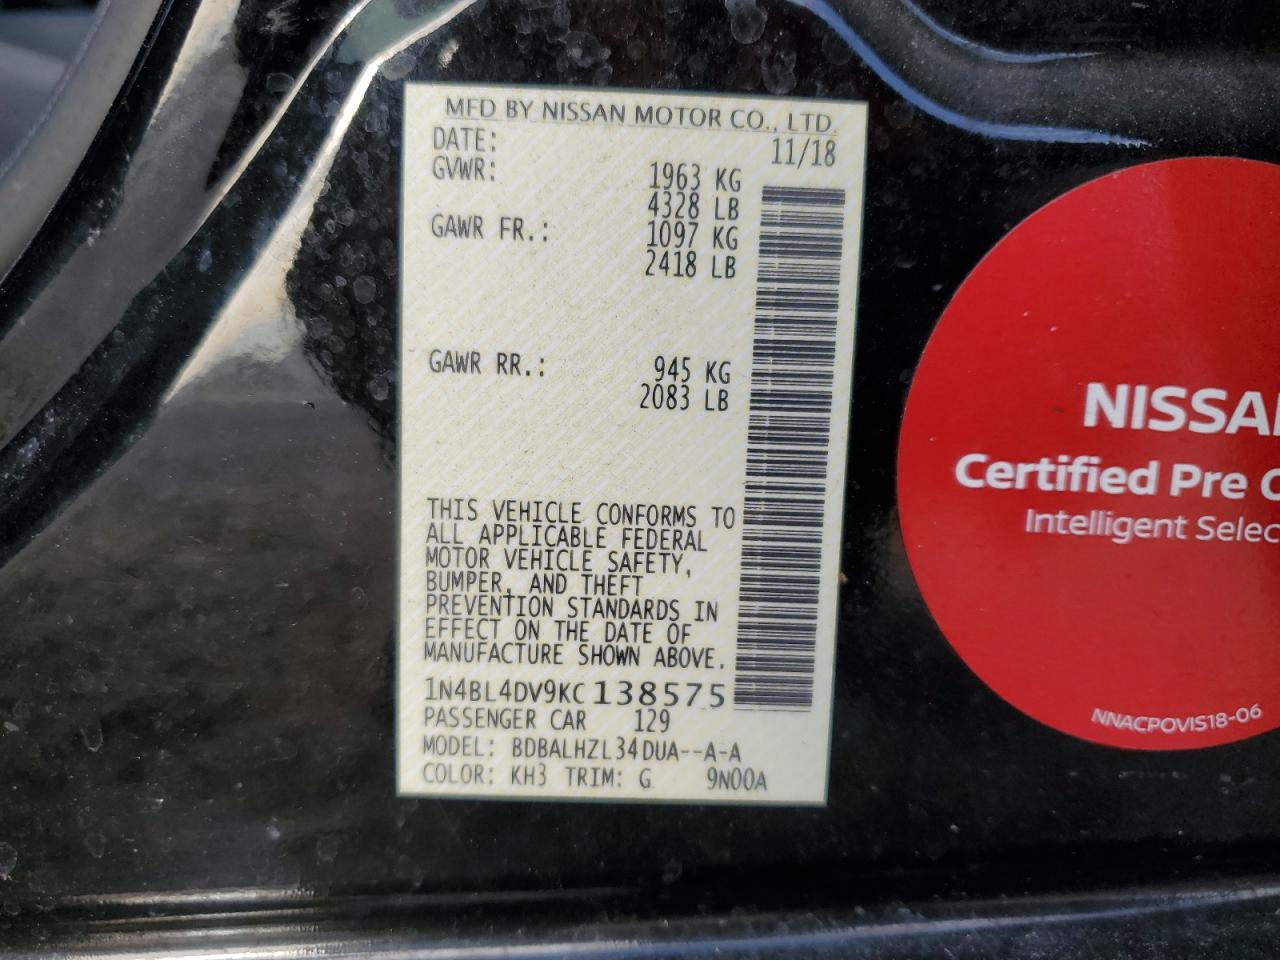 MFD BY NISSAN MOTOR CO., LTD.
DATE: 11/18
GVWR: 1963 KG
4328 LB
GAWR FR.: 1097 KG
2418 LB
GAWR RR.: 945 KG
2083 LB
THIS VEHICLE CONFORMS TO
ALL APPLICABLE FEDERAL
MOTOR VEHICLE SAFETY,
BUMPER, AND THEFT
PREVENTION STANDARDS IN
EFFECT ON THE DATE OF
MANUFACTURE SHOWN ABOVE.
1N4BL4DV9KC138575
PASSENGER CAR 129
MODEL: BDBALHZL34DUA--A-A
COLOR: KH3 TRIM: G 9N00A
NISSA
Certified Pre
Intelligent Selec
NNACPOVIS18-06